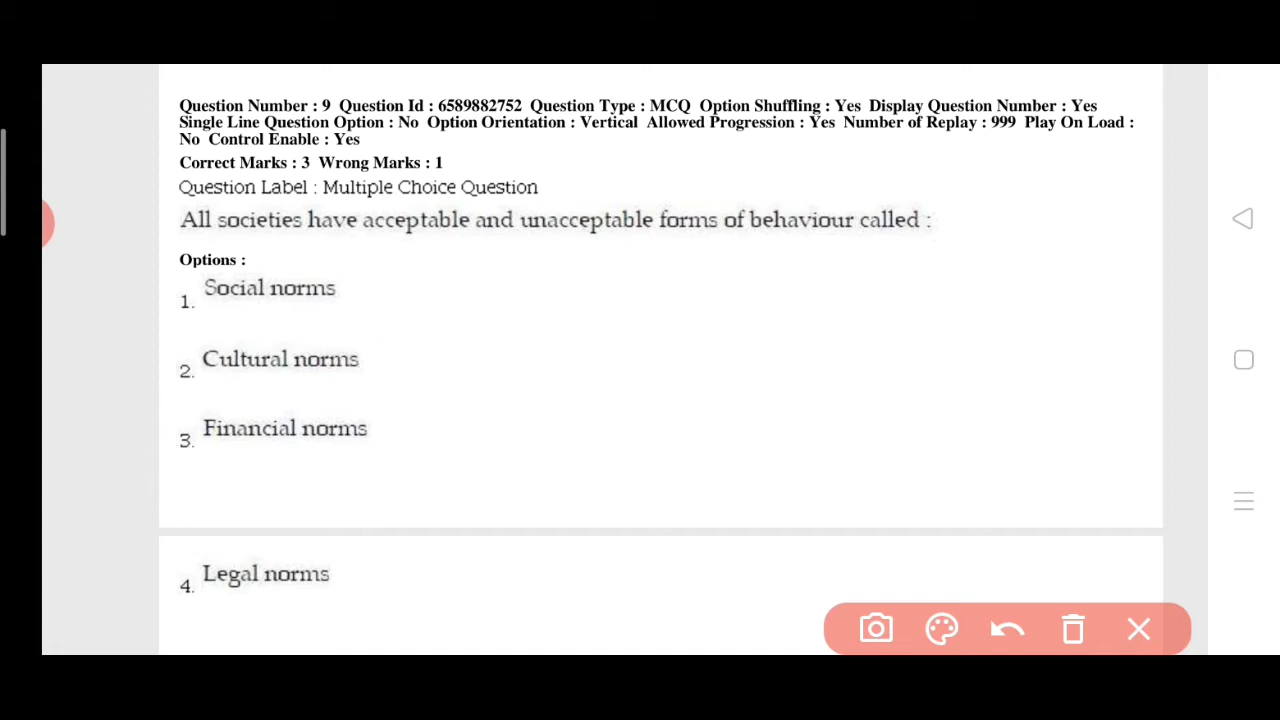 Question Number : 9 Question Id : 6589882752 Question Type : MCQ Option Shuffling : Yes Display Question Number : Yes
Single Line Question Option : No Option Orientation : Vertical Allowed Progression : Yes Number of Replay : 999 Play On Load :
No Control Enable : Yes
Correct Marks : 3 Wrong Marks : 1
Question Label : Multiple Choice Question
All societies have acceptable and unacceptable forms of behaviour called :
Options :
1. Social norms
2. Cultural norms
3. Financial norms
4. Legal norms